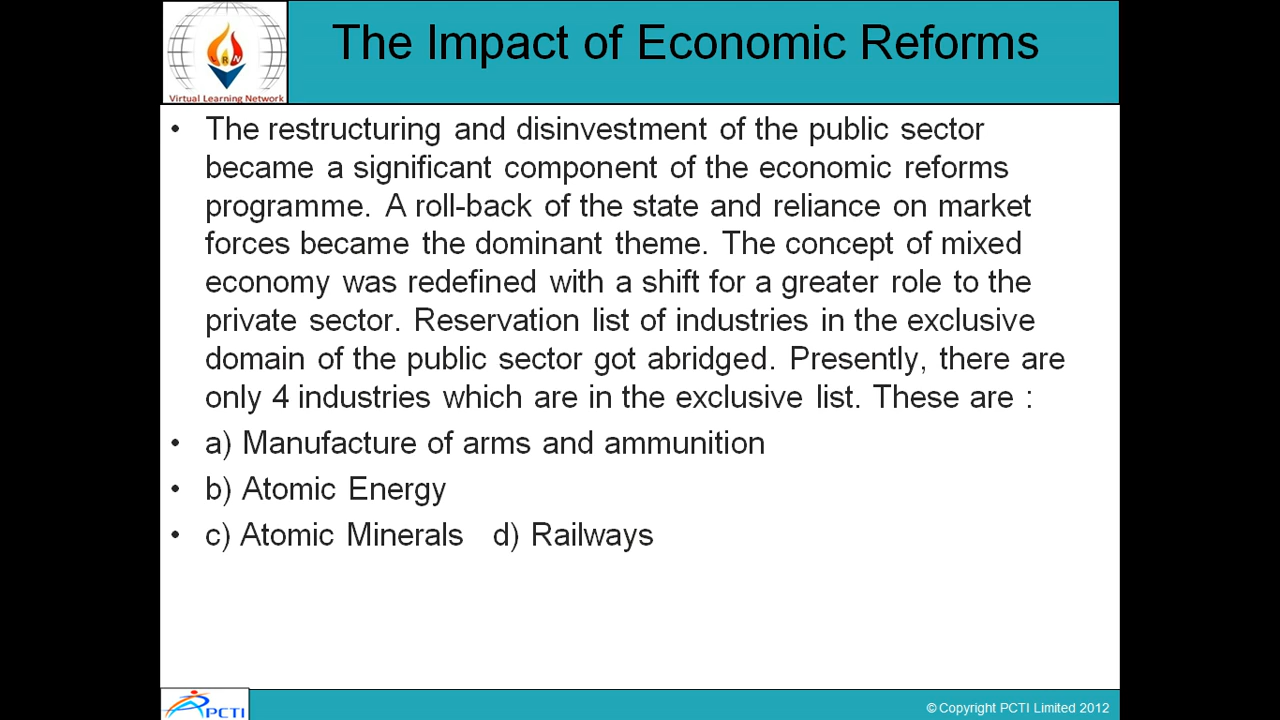 The Impact of Economic Reforms
LRN
Virtual Learning Network
• The restructuring and disinvestment of the public sector
became a significant component of the economic reforms
programme. A roll-back of the state and reliance on market
forces became the dominant theme. The concept of mixed
economy was redefined with a shift for a greater role to the
private sector. Reservation list of industries in the exclusive
domain of the public sector got abridged. Presently, there are
only 4 industries which are in the exclusive list. These are :
• a) Manufacture of arms and ammunition
• b) Atomic Energy
• c) Atomic Minerals d) Railways
PCTI
© Copyright PCTI Limited 2012